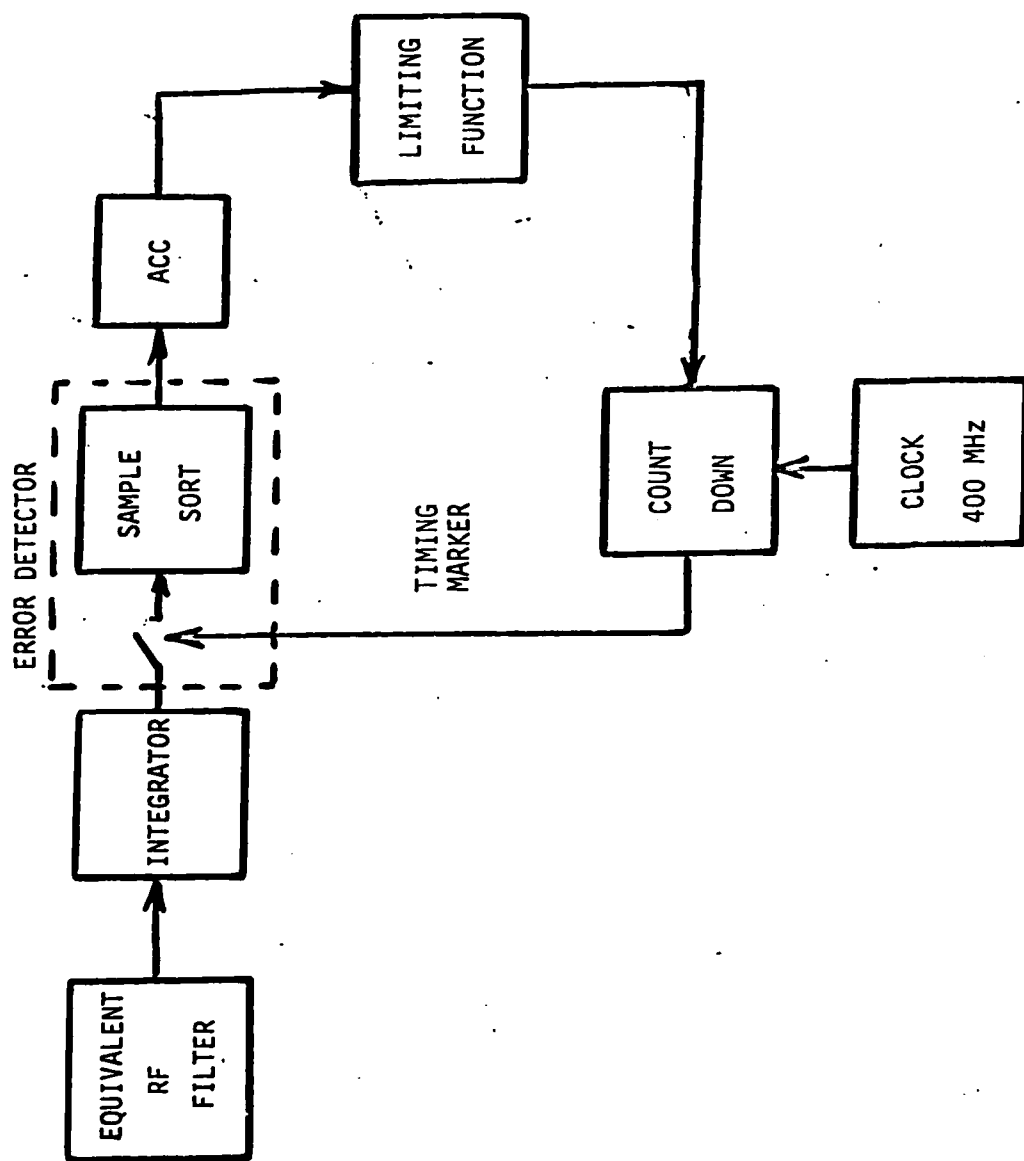 EQUIVALENT
RF
FILTER
INTEGRATOR
ERROR DETECTOR
SAMPLE
SORT
ACC
LIMITING
FUNCTION
TIMING
MARKER
COUNT
DOWN
CLOCK
400 MHz